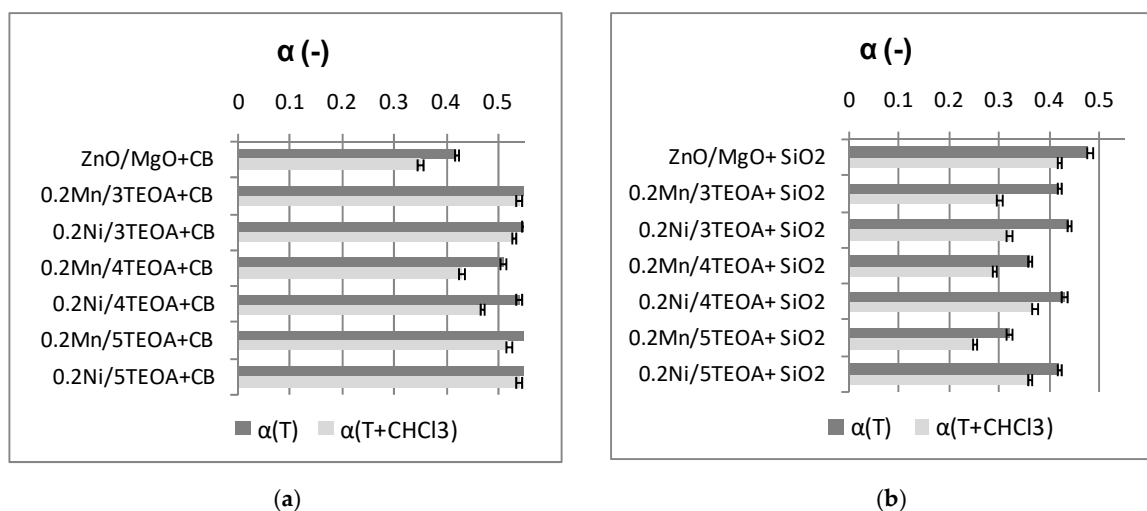 α (-)
0 0.1 0.2 0.3 0.4 0.5
ZnO/MgO+CB
0.2Mn/3TEOA+CB
0.2Ni/3TEOA+CB
0.2Mn/4TEOA+CB
0.2Ni/4TEOA+CB
0.2Mn/5TEOA+CB
0.2Ni/5TEOA+CB
α(T) α(T+CHCl3)
(a)
α (-)
0 0.1 0.2 0.3 0.4 0.5
ZnO/MgO+ SiO2
0.2Mn/3TEOA+ SiO2
0.2Ni/3TEOA+ SiO2
0.2Mn/4TEOA+ SiO2
0.2Ni/4TEOA+ SiO2
0.2Mn/5TEOA+ SiO2
0.2Ni/5TEOA+ SiO2
α(T) α(T+CHCl3)
(b)